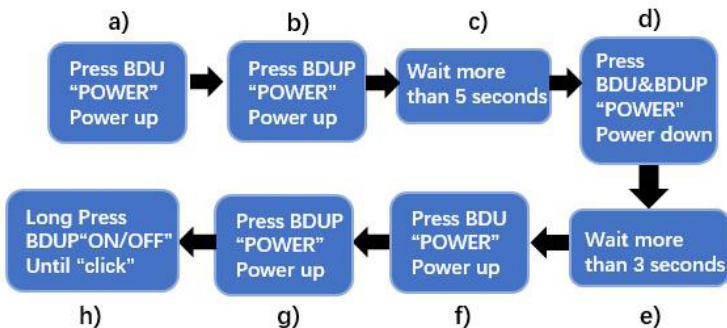 a)
Press BDU
“POWER”
Power up
b)
Press BDUP
“POWER”
Power up
c)
Wait more
than 5 seconds
d)
Press
BDU&BDUP
“POWER”
Power down
Wait more
than 3 seconds
e)
Press BDU
“POWER”
Power up
f)
Press BDUP
“POWER”
Power up
g)
Long Press
BDUP“ON/OFF”
Until “click”
h)